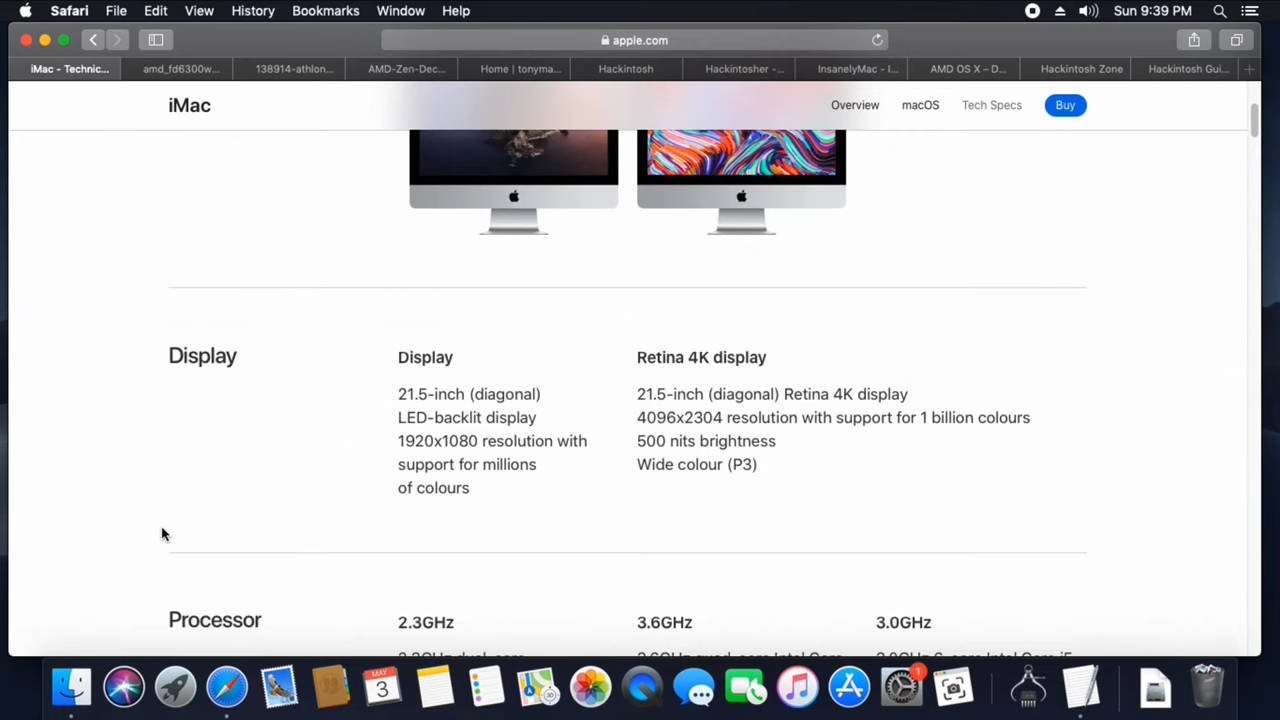 Safari File Edit View History Bookmarks Window Help Sun 9:39 PM
apple.com
iMac - Technic... amd_fd6300w... 138914-athlon... AMD-Zen-Dec... Home | tonyma... Hackintosh Hackintosher -... InsanelyMac - I... AMD OS X – D... Hackintosh Zone Hackintosh Gui...
iMac Overview macOS Tech Specs Buy
Display Display Retina 4K display
21.5-inch (diagonal) 21.5-inch (diagonal) Retina 4K display
LED-backlit display 4096x2304 resolution with support for 1 billion colours
1920x1080 resolution with 500 nits brightness
support for millions Wide colour (P3)
of colours
Processor 2.3GHz 3.6GHz 3.0GHz
MAY
3
1